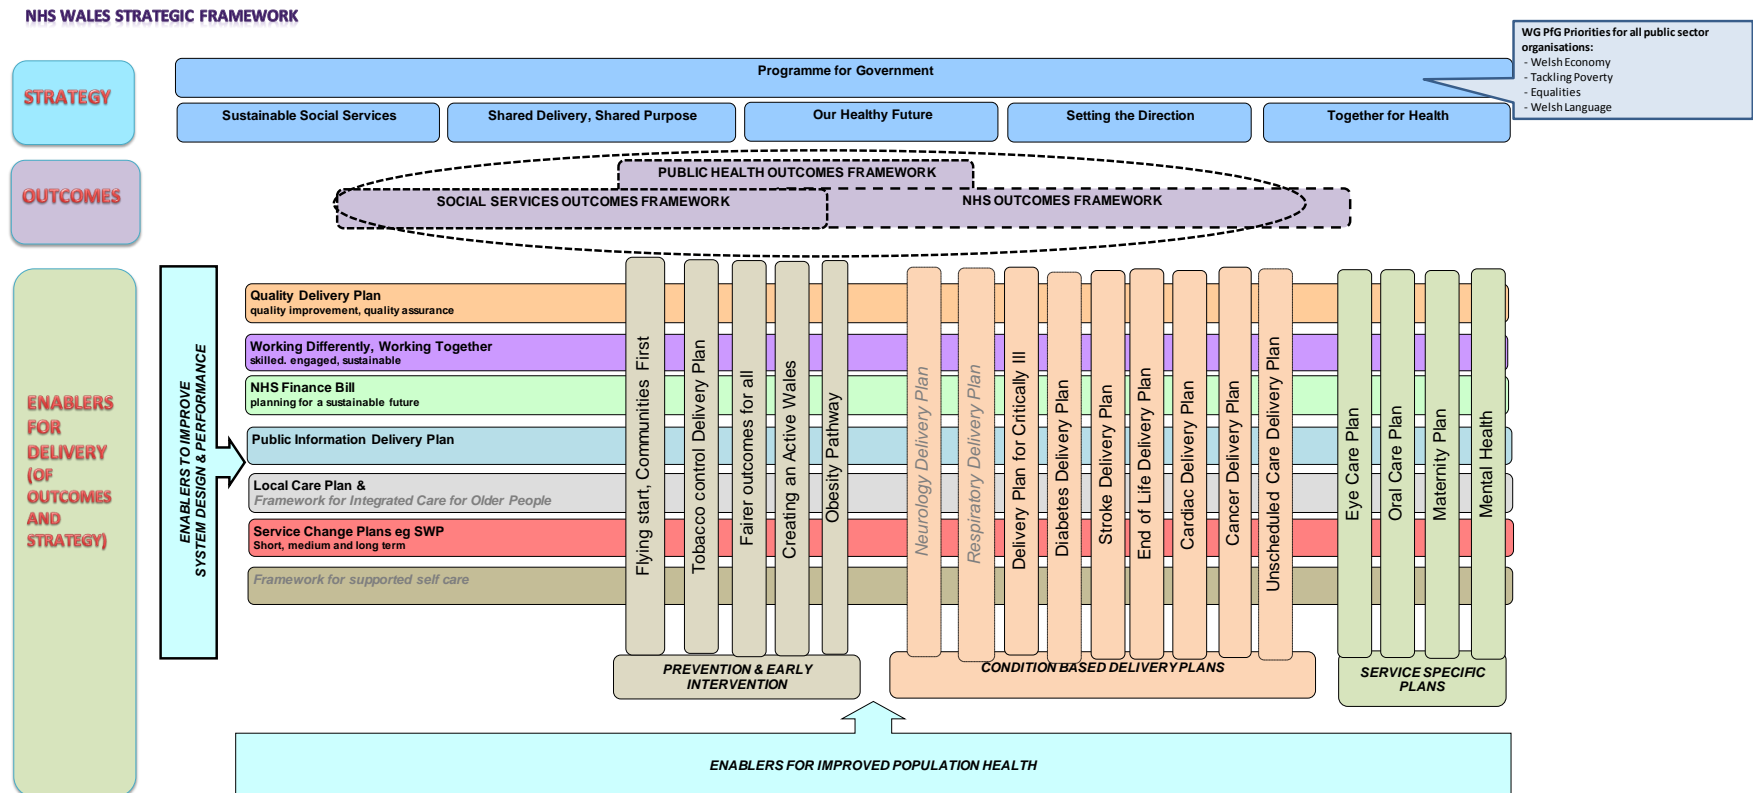 NHS WALES STRATEGIC FRAMEWORK
WG PfG Priorities for all public sector
organisations:
- Welsh Economy
- Tackling Poverty
- Equalities
- Welsh Language
STRATEGY
Programme for Government
Sustainable Social Services
Shared Delivery, Shared Purpose
Our Healthy Future
Setting the Direction
Together for Health
OUTCOMES
PUBLIC HEALTH OUTCOMES FRAMEWORK
SOCIAL SERVICES OUTCOMES FRAMEWORK
NHS OUTCOMES FRAMEWORK
ENABLERS
FOR
DELIVERY
(OF
OUTCOMES
AND
STRATEGY)
ENABLERS TO IMPROVE
SYSTEM DESIGN & PERFORMANCE
Quality Delivery Plan
quality improvement, quality assurance
Working Differently, Working Together
skilled. engaged, sustainable
NHS Finance Bill
planning for a sustainable future
Public Information Delivery Plan
Local Care Plan &
Framework for Integrated Care for Older People
Service Change Plans eg SWP
Short, medium and long term
Framework for supported self care
Flying start, Communities First
Tobacco control Delivery Plan
Fairer outcomes for all
Creating an Active Wales
Obesity Pathway
Neurology Delivery Plan
Respiratory Delivery Plan
Delivery Plan for Critically Ill
Diabetes Delivery Plan
Stroke Delivery Plan
End of Life Delivery Plan
Cardiac Delivery Plan
Cancer Delivery Plan
Unscheduled Care Delivery Plan
Eye Care Plan
Oral Care Plan
Maternity Plan
Mental Health
PREVENTION & EARLY
INTERVENTION
CONDITION BASED DELIVERY PLANS
SERVICE SPECIFIC
PLANS
ENABLERS FOR IMPROVED POPULATION HEALTH